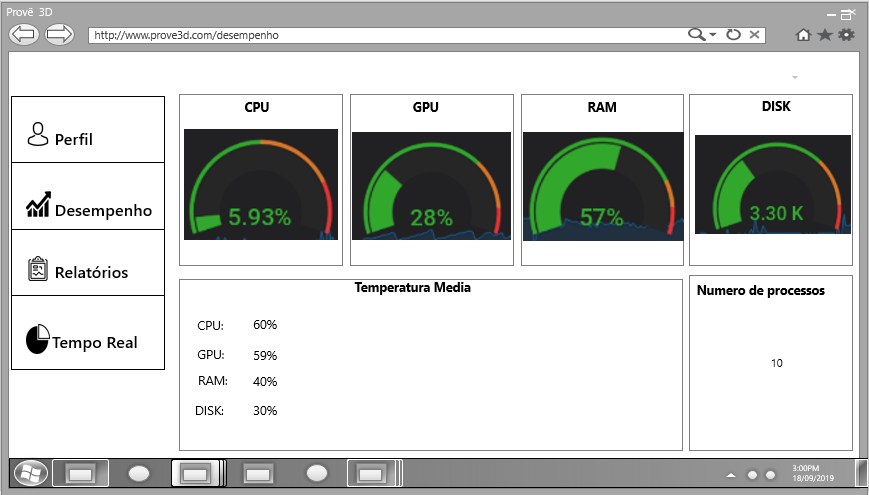 Provê 3D
http://www.prove3d.com/desempenho
Perfil
Desempenho
Relatórios
Tempo Real
CPU
5.93%
GPU
28%
RAM
57%
DISK
3.30 K
Temperatura Media
CPU: 60%
GPU: 59%
RAM: 40%
DISK: 30%
Numero de processos
10
3:00PM
18/09/2019